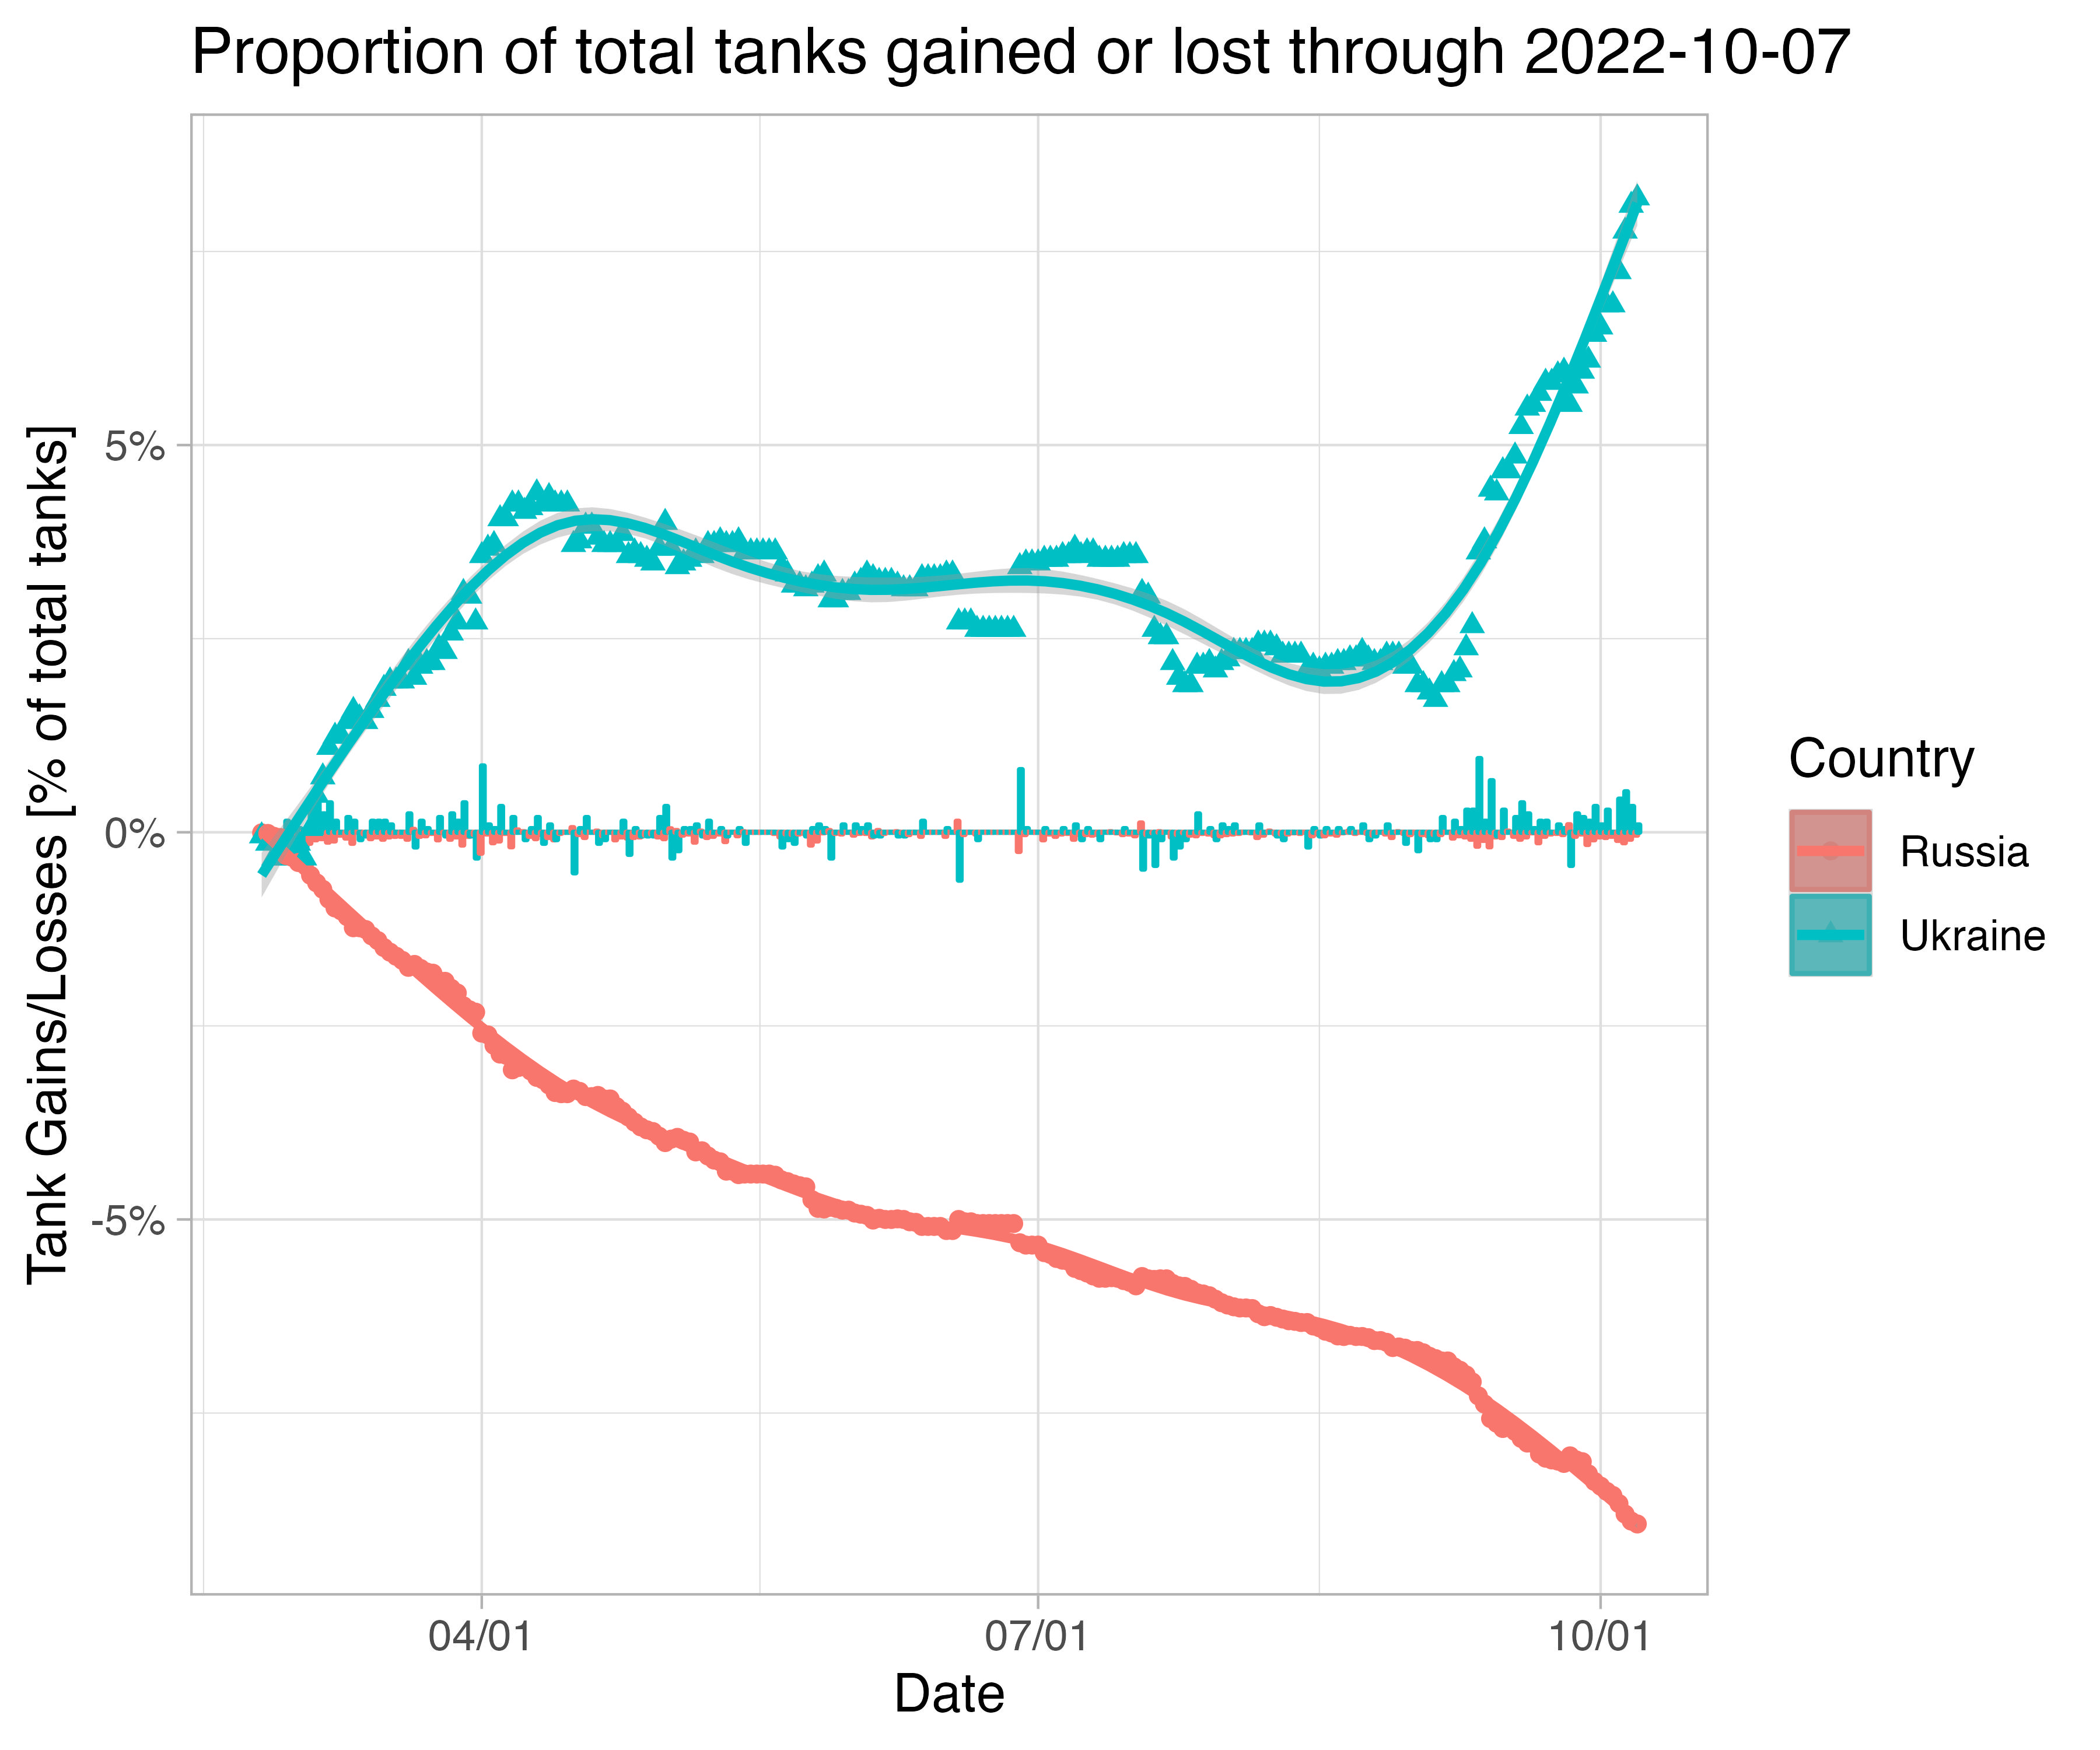 Proportion of total tanks gained or lost through 2022-10-07
Tank Gains/Losses [% of total tanks]
5%
0%
-5%
04/01
07/01
10/01
Date
Country
Russia
Ukraine